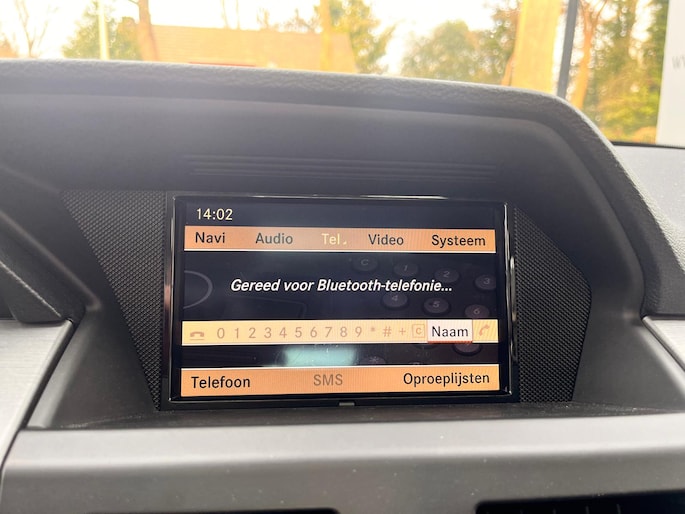 14:02
Navi Audio Tel. Video Systeem
Gereed voor Bluetooth-telefonie...
0 1 2 3 4 5 6 7 8 9 * # + C Naam
Telefoon SMS Oproeplijsten